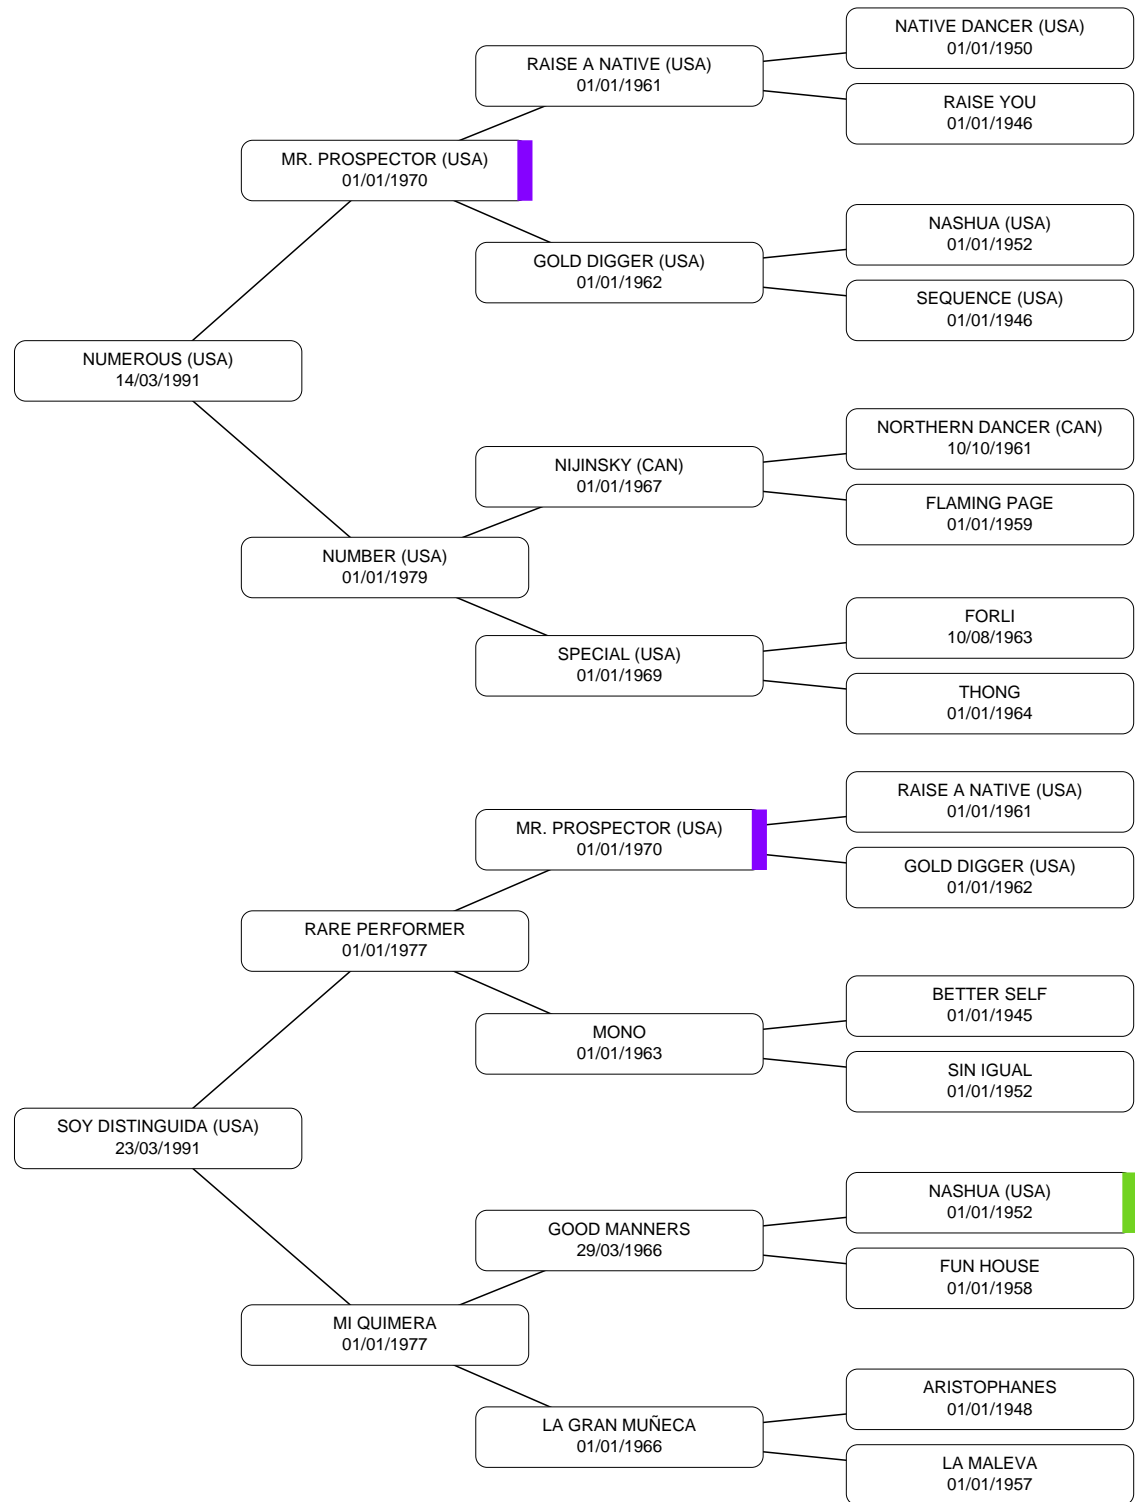 NATIVE DANCER (USA)
01/01/1950
RAISE A NATIVE (USA)
01/01/1961
RAISE YOU
01/01/1946
MR. PROSPECTOR (USA)
01/01/1970
NASHUA (USA)
01/01/1952
GOLD DIGGER (USA)
01/01/1962
SEQUENCE (USA)
01/01/1946
NUMEROUS (USA)
14/03/1991
NORTHERN DANCER (CAN)
10/10/1961
NIJINSKY (CAN)
01/01/1967
FLAMING PAGE
01/01/1959
NUMBER (USA)
01/01/1979
FORLI
10/08/1963
SPECIAL (USA)
01/01/1969
THONG
01/01/1964
RAISE A NATIVE (USA)
01/01/1961
MR. PROSPECTOR (USA)
01/01/1970
GOLD DIGGER (USA)
01/01/1962
RARE PERFORMER
01/01/1977
BETTER SELF
01/01/1945
MONO
01/01/1963
SIN IGUAL
01/01/1952
SOY DISTINGUIDA (USA)
23/03/1991
NASHUA (USA)
01/01/1952
GOOD MANNERS
29/03/1966
FUN HOUSE
01/01/1958
MI QUIMERA
01/01/1977
ARISTOPHANES
01/01/1948
LA GRAN MUÑECA
01/01/1966
LA MALEVA
01/01/1957